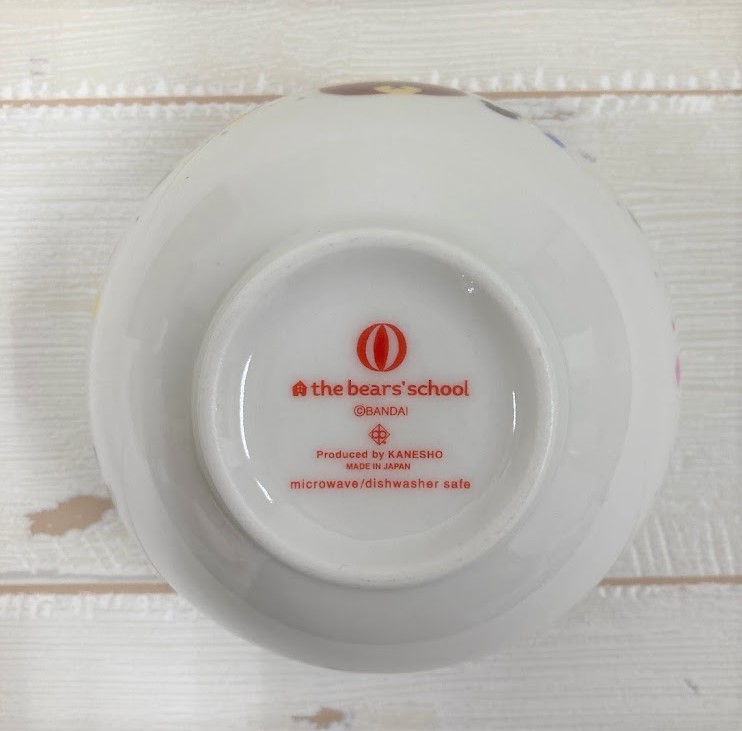 the bears' school
©BANDAI
Produced by KANESHO
MADE IN JAPAN
microwave/dishwasher safe